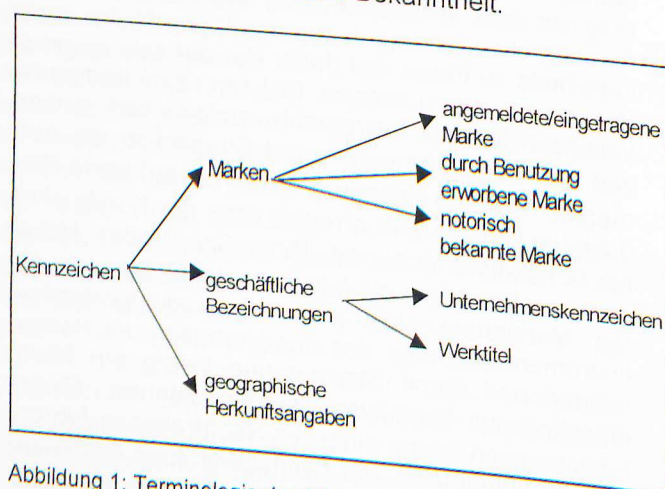 Bekanntheit.
angemeldete/eingetragene
Marke
durch Benutzung
erworbene Marke
notorisch
bekannte Marke
Marken
Kennzeichen
geschäftliche
Bezeichnungen
Unternehmenskennzeichen
Werktitel
geographische
Herkunftsangaben
Abbildung 1: